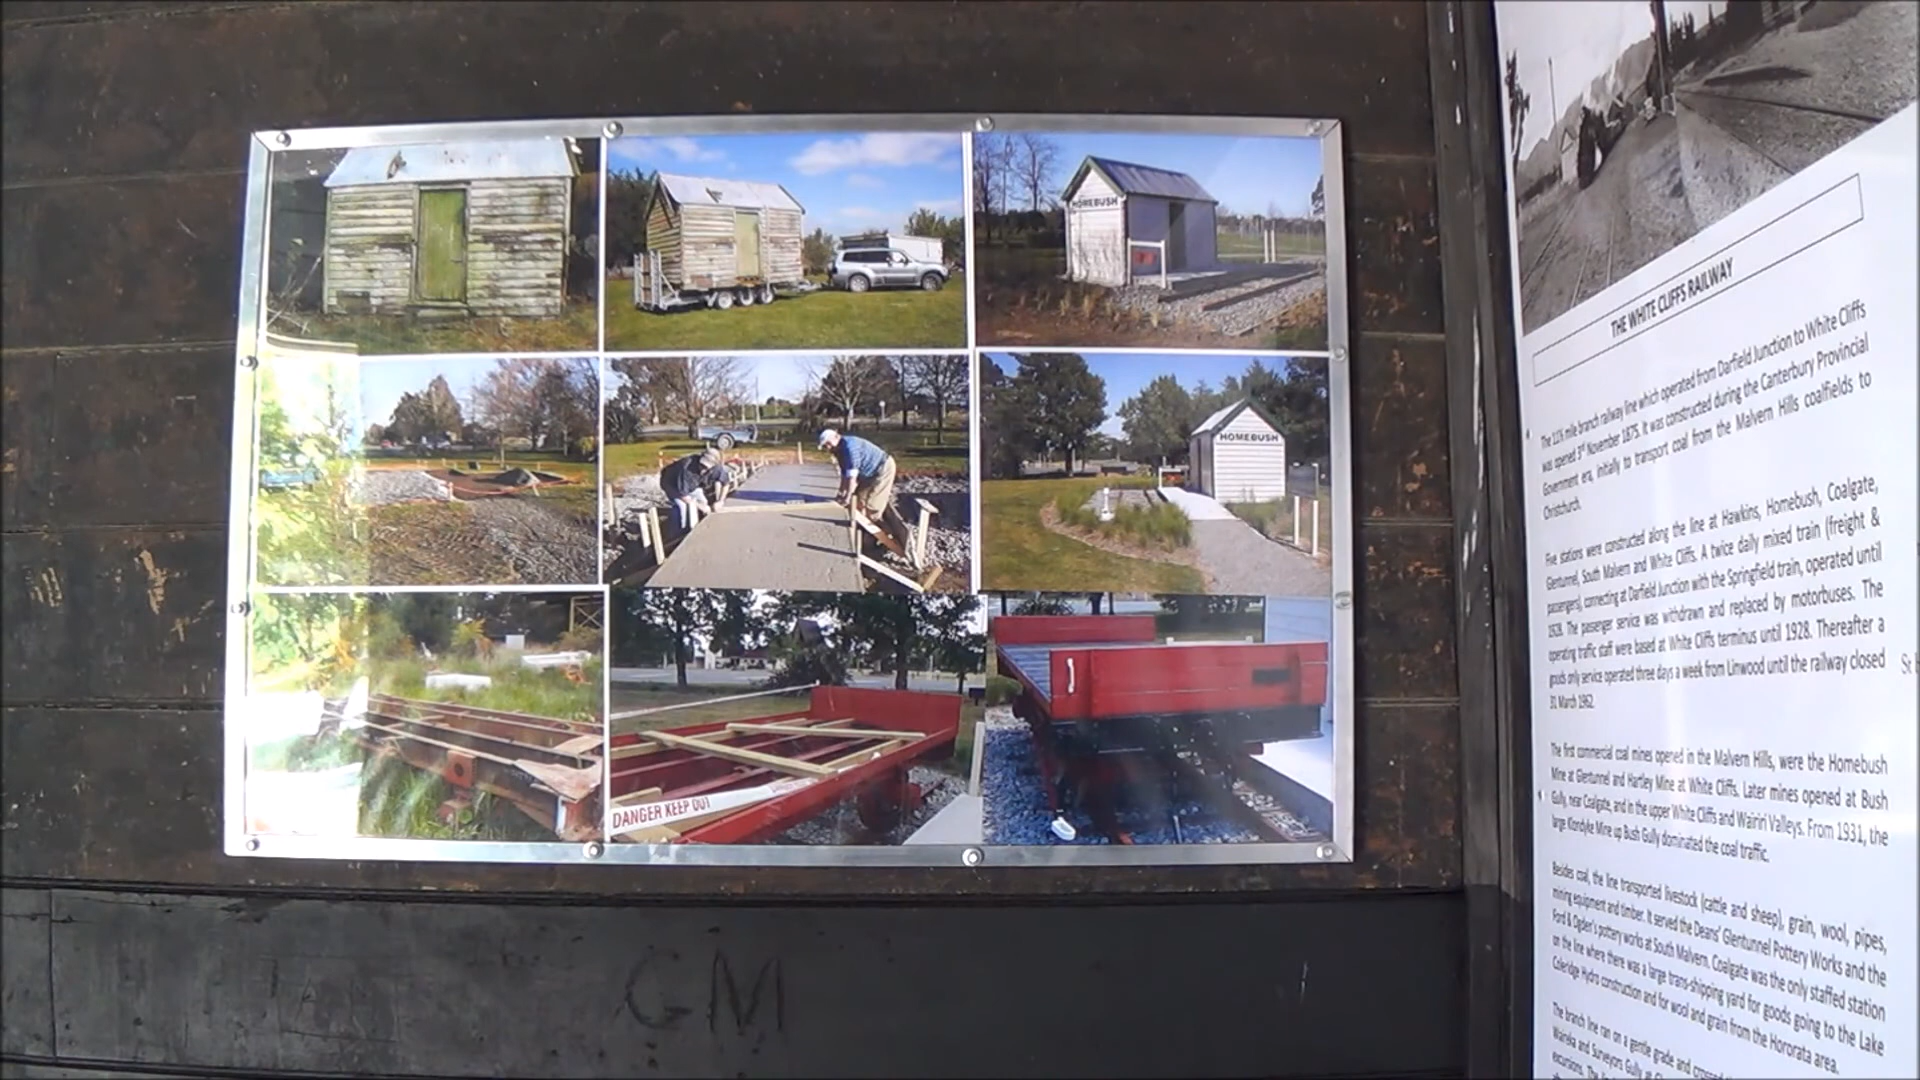 HOMEBUSH
HOMEBUSH
DANGER KEEP OUT
GM
THE WHITE CLIFFS RAILWAY
The 11½ mile branch railway line which operated from Darfield Junction to White Cliffs
was opened 3rd November 1875. It was constructed during the Canterbury Provincial
Government era, initially to transport coal from the Malvern Hills coalfields to
Christchurch.
Five stations were constructed along the line at Hawkins, Homebush, Coalgate,
Glentunnel, South Malvern and White Cliffs. A twice daily mixed train (freight &
passengers), connecting at Darfield Junction with the Springfield train, operated until
1928. The passenger service was withdrawn and replaced by motorbuses. The
operating traffic staff were based at White Cliffs terminus until 1928. Thereafter a
goods only service operated three days a week from Linwood until the railway closed
31 March 1962.
The first commercial coal mines opened in the Malvern Hills, were the Homebush
Mine at Glentunnel and Hartley Mine at White Cliffs. Later mines opened at Bush
Gully, near Coalgate, and in the upper White Cliffs and Wairiri Valleys. From 1931, the
large Klondyke Mine up Bush Gully dominated the coal traffic.
Besides coal, the line transported livestock (cattle and sheep), grain, wool, pipes,
mining equipment and timber. It served the Deans' Glentunnel Pottery Works and the
Ford & Ogden's pottery works at South Malvern. Coalgate was the only staffed station
on the line where there was a large trans-shipping yard for goods going to the Lake
Coleridge Hydro construction and for wool and grain from the Hororata area.
The branch line ran on a gentle grade and crossed
Waireka and Surveyors Gully at
excursions. The